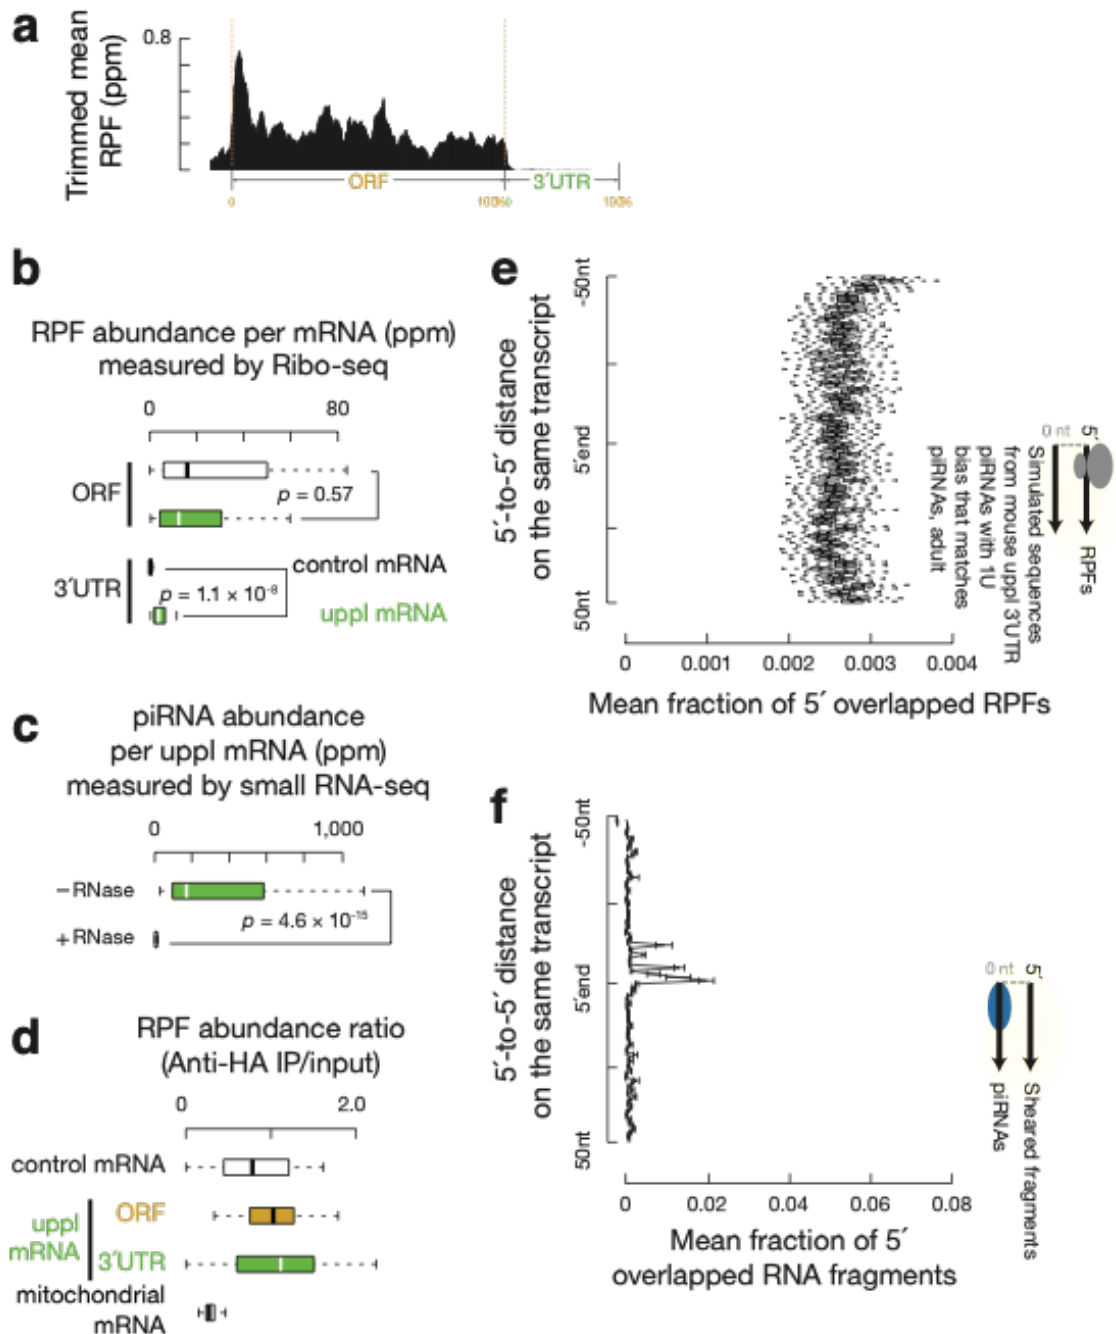 a
Trimmed mean
RPF (ppm)
0.8
ORF
3´UTR
0
100%
0
100%
b
RPF abundance per mRNA (ppm)
measured by Ribo-seq
0
80
ORF
p = 0.57
3´UTR
control mRNA
p = 1.1 × 10-8
uppl mRNA
c
piRNA abundance
per uppl mRNA (ppm)
measured by small RNA-seq
0
1,000
−RNase
p = 4.6 × 10-15
+RNase
d
RPF abundance ratio
(Anti-HA IP/input)
0
2.0
control mRNA
uppl
mRNA
ORF
3´UTR
mitochondrial
mRNA
e
5´-to-5´ distance
on the same transcript
-50nt
5´end
50nt
0
0.001
0.002
0.003
0.004
Mean fraction of 5´ overlapped RPFs
0 nt
5´
RPFs
Simulated sequences
from mouse uppl 3´UTR
piRNAs with 1U
bias that matches
piRNAs, adult
f
5´-to-5´ distance
on the same transcript
-50nt
5´end
50nt
0
0.02
0.04
0.06
0.08
Mean fraction of 5´
overlapped RNA fragments
0 nt
5´
Sheared fragments
piRNAs